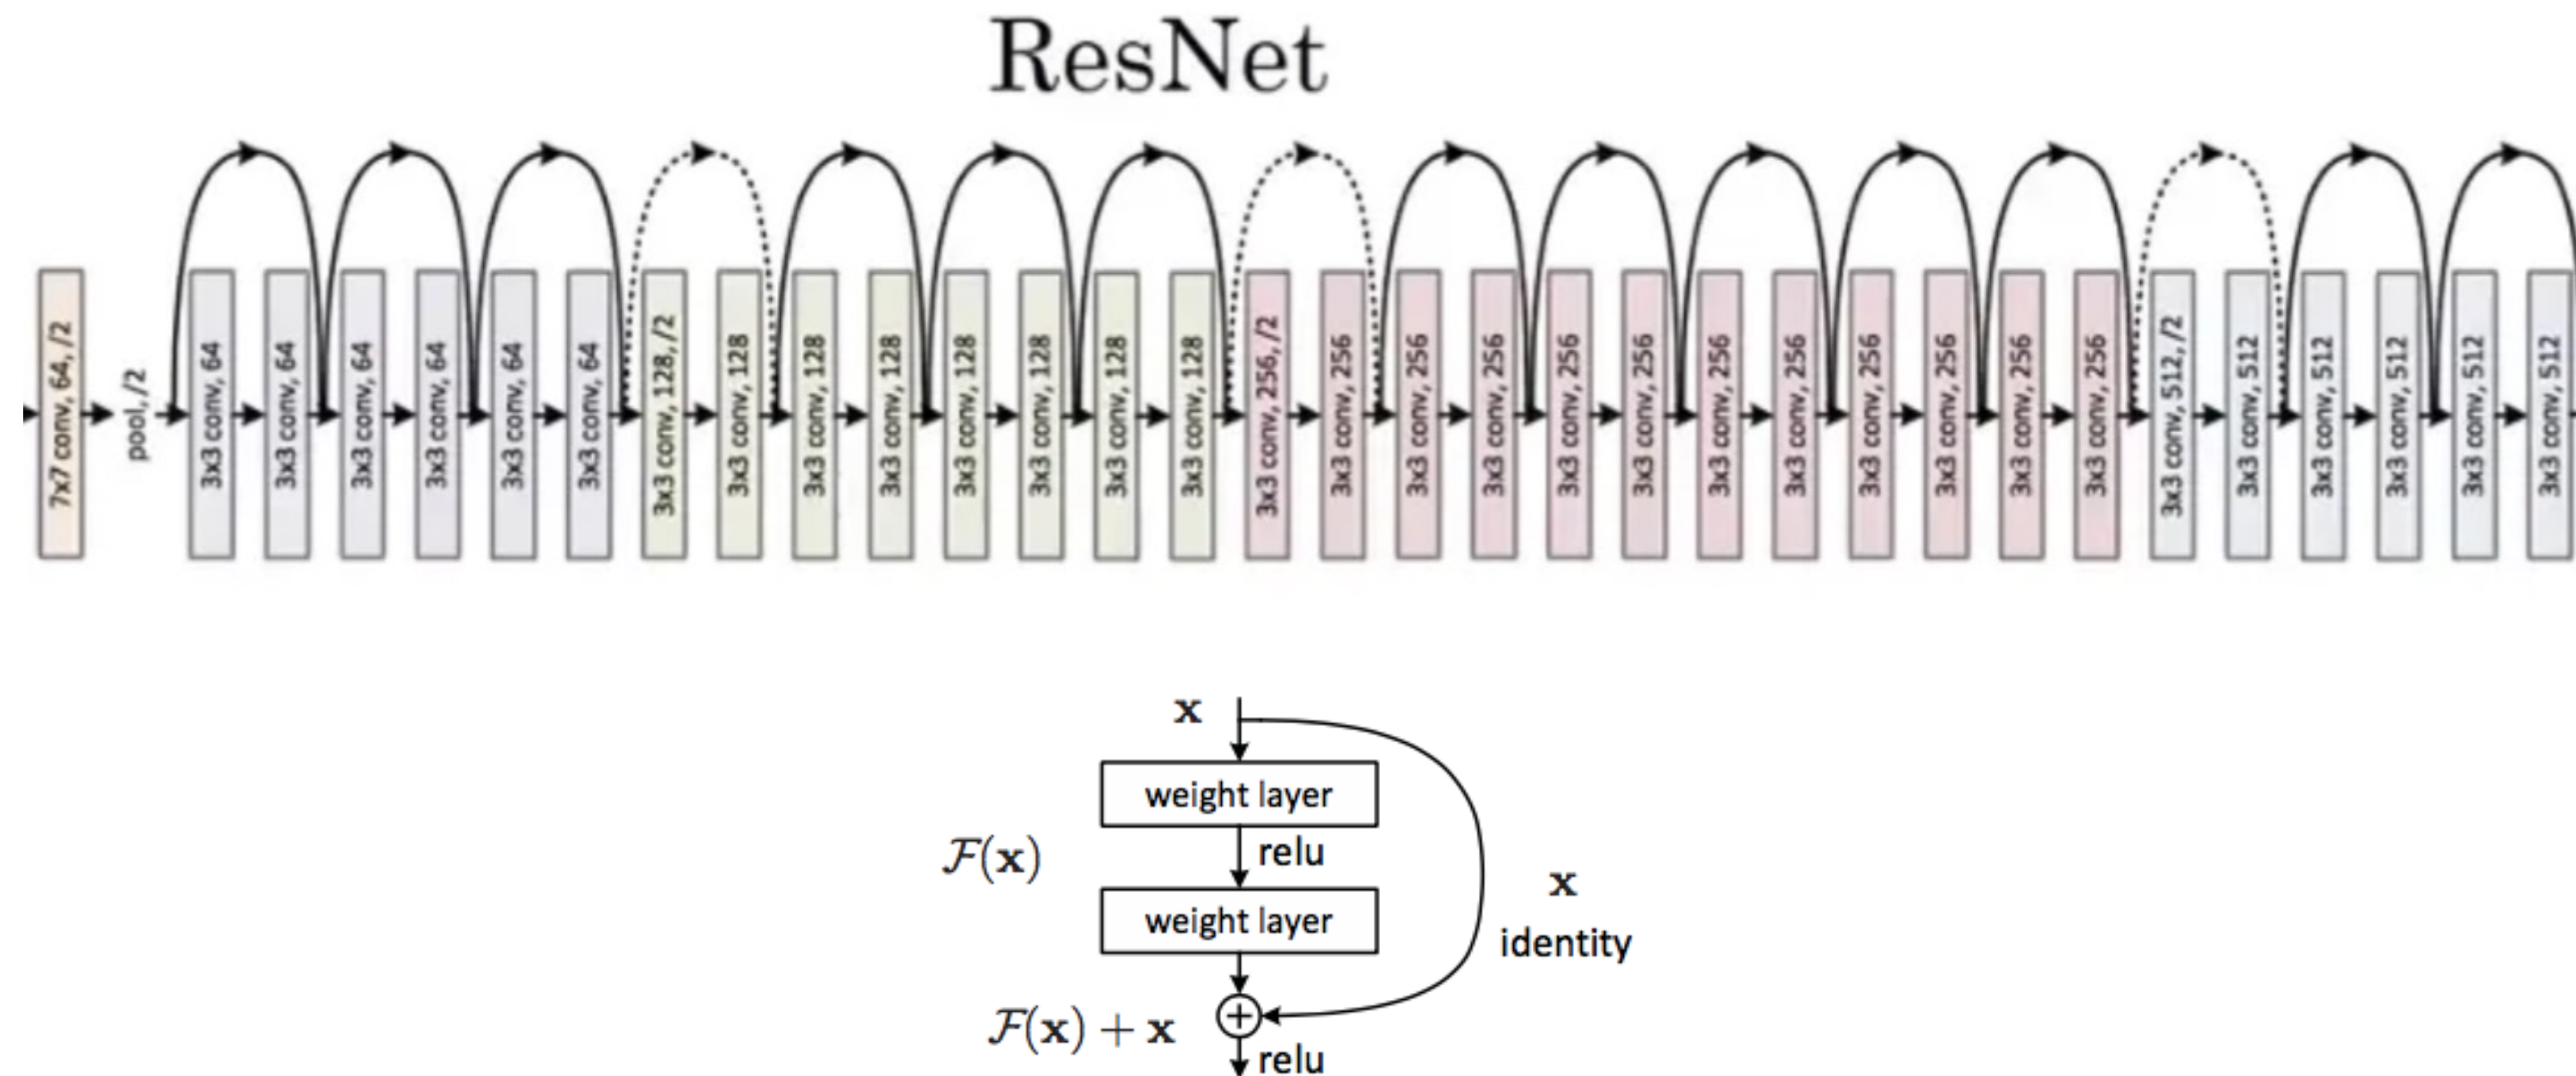 ResNet
7x7 conv, 64, /2
pool, /2
3x3 conv, 64
3x3 conv, 64
3x3 conv, 64
3x3 conv, 64
3x3 conv, 64
3x3 conv, 64
3x3 conv, 128, /2
3x3 conv, 128
3x3 conv, 128
3x3 conv, 128
3x3 conv, 128
3x3 conv, 128
3x3 conv, 128
3x3 conv, 128
3x3 conv, 256, /2
3x3 conv, 256
3x3 conv, 256
3x3 conv, 256
3x3 conv, 256
3x3 conv, 256
3x3 conv, 256
3x3 conv, 256
3x3 conv, 256
3x3 conv, 256
3x3 conv, 256
3x3 conv, 256
3x3 conv, 512, /2
3x3 conv, 512
3x3 conv, 512
3x3 conv, 512
3x3 conv, 512
3x3 conv, 512
x
weight layer
F(x)
relu
x
weight layer
identity
F(x) + x
+
relu